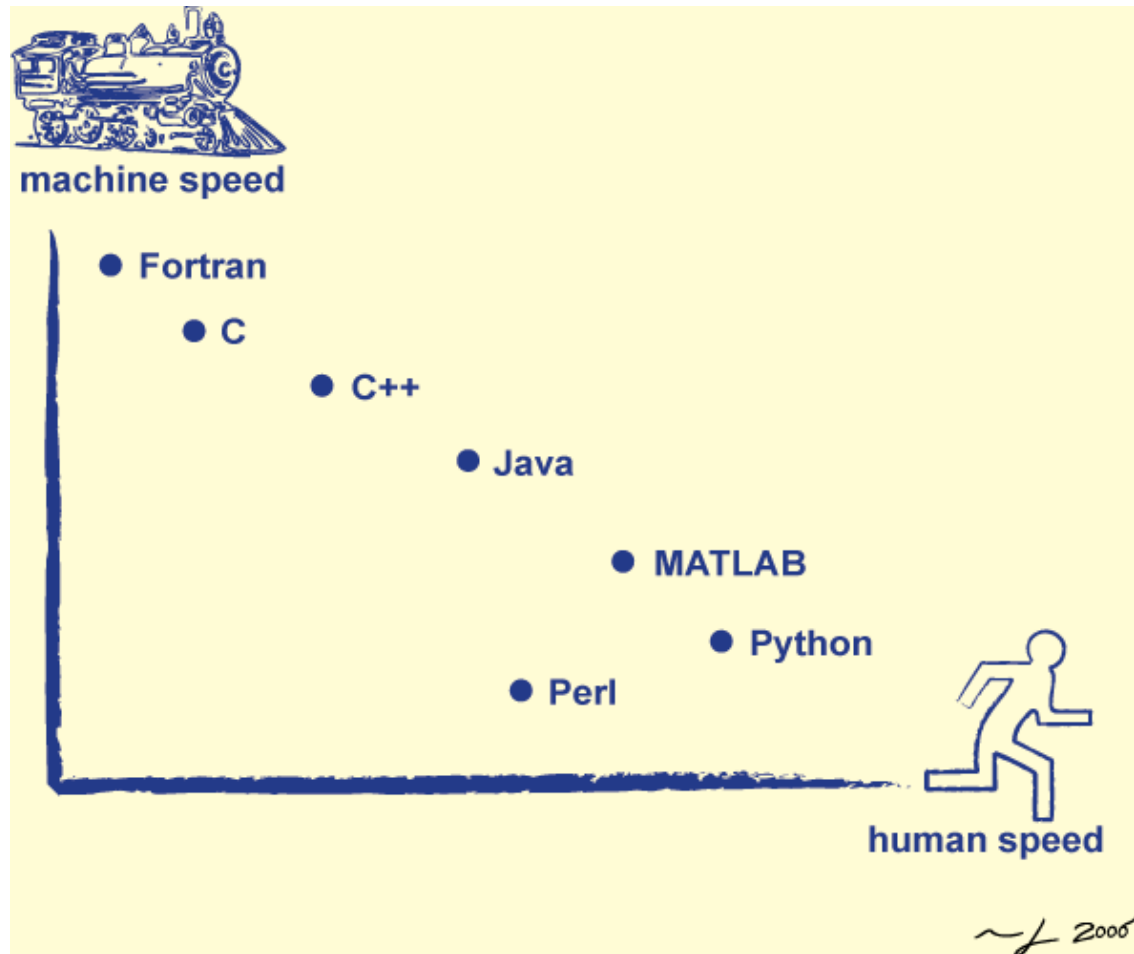 machine speed
Fortran
C
C++
Java
MATLAB
Python
Perl
human speed
2006